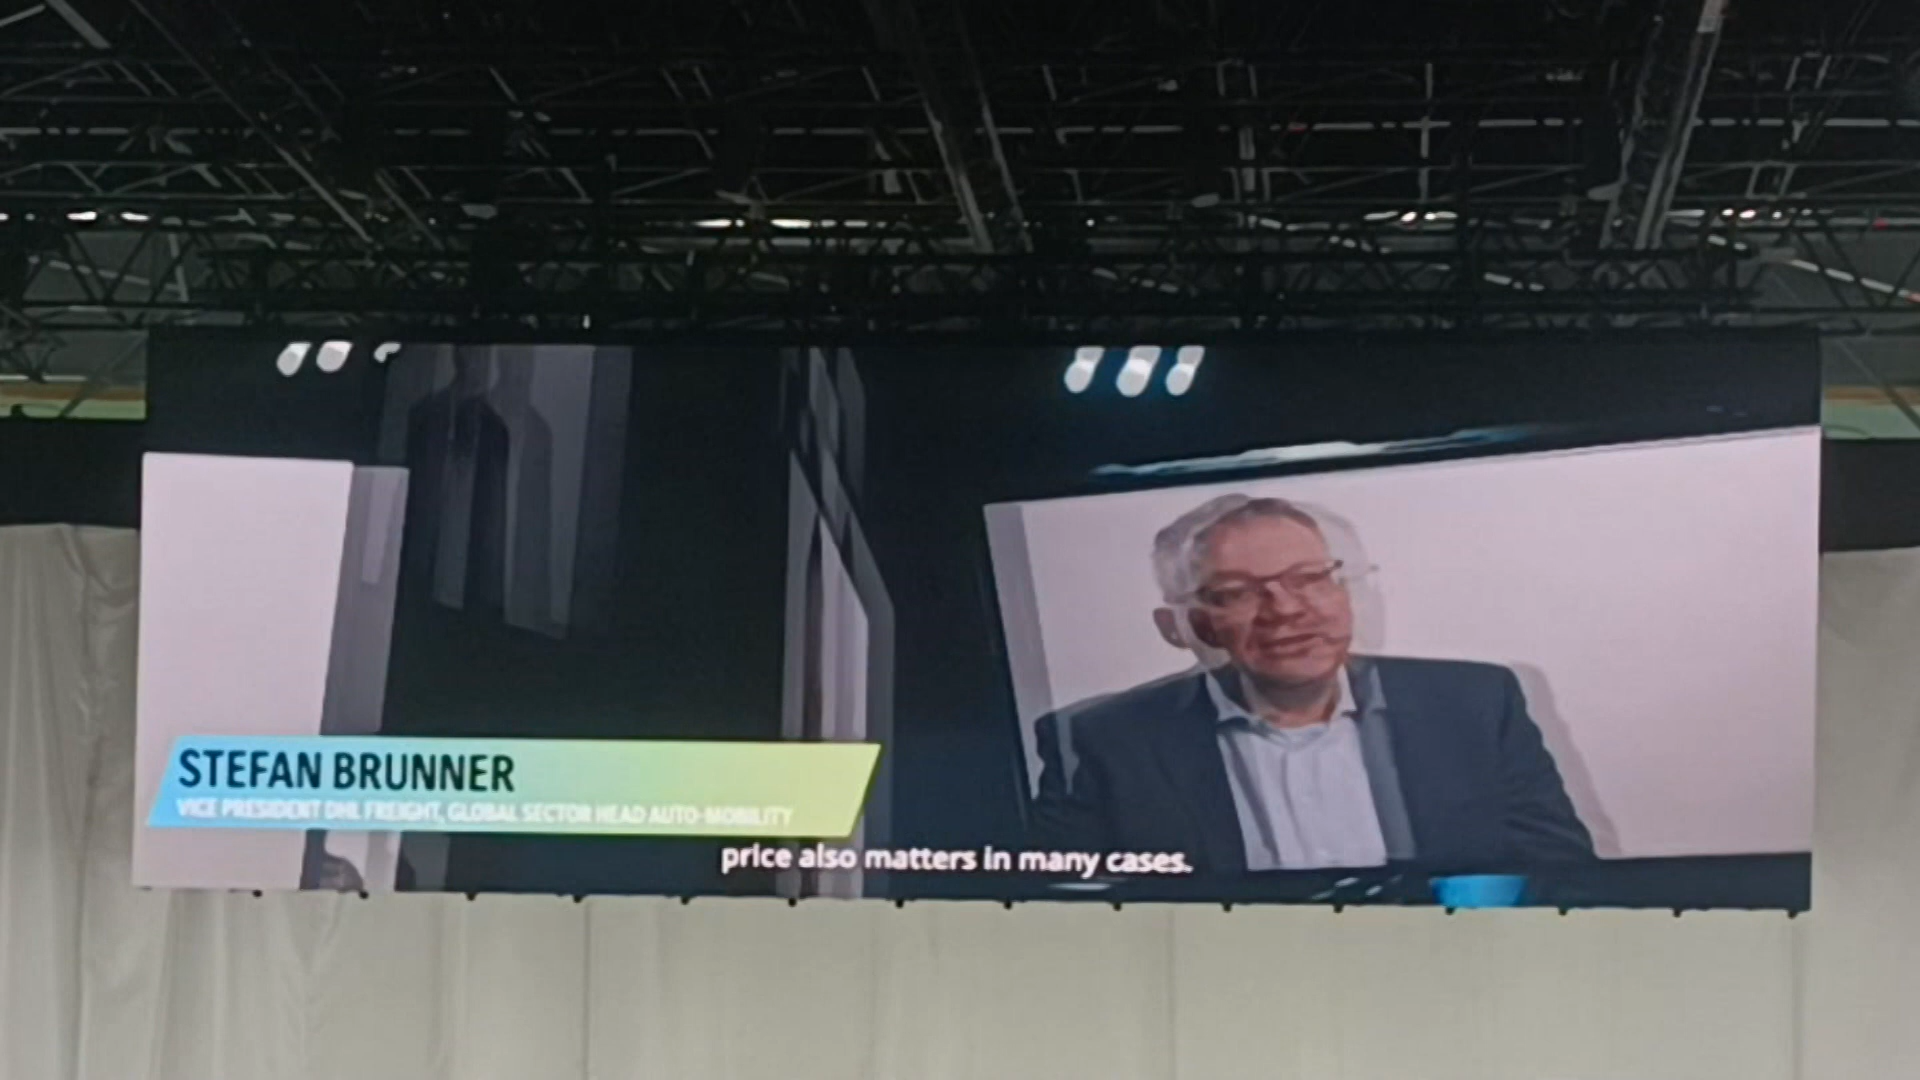 STEFAN BRUNNER
VICE PRESIDENT DHL FREIGHT, GLOBAL SECTOR HEAD AUTO-MOBILITY
price also matters in many cases.